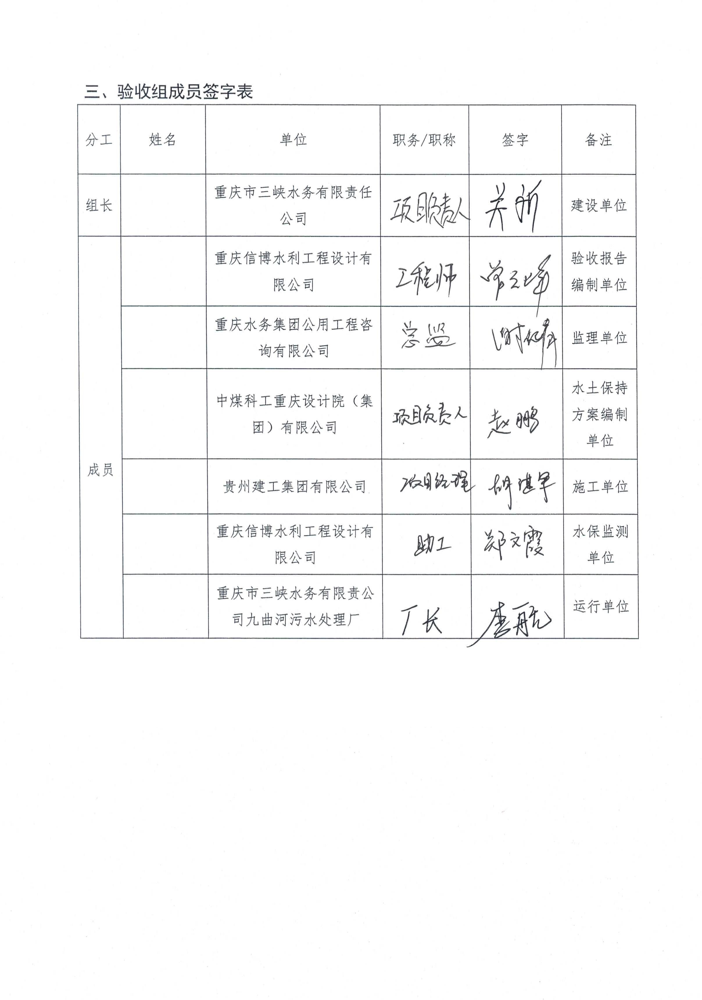 三、验收组成员签字表
分工 姓名 单位 职务/职称 签字 备注
组长 重庆市三峡水务有限责任
公司 项目负责人 关昕 建设单位
成员
重庆信博水利工程设计有
限公司 工程师 验收报告
编制单位
重庆水务集团公用工程咨
询有限公司 总监 监理单位
中煤科工重庆设计院（集
团）有限公司 项目负责人 赵鹏 水土保持
方案编制
单位
贵州建工集团有限公司 项目经理 施工单位
重庆信博水利工程设计有
限公司 助工 郑文霞 水保监测
单位
重庆市三峡水务有限责公
司九曲河污水处理厂 厂长 李航 运行单位